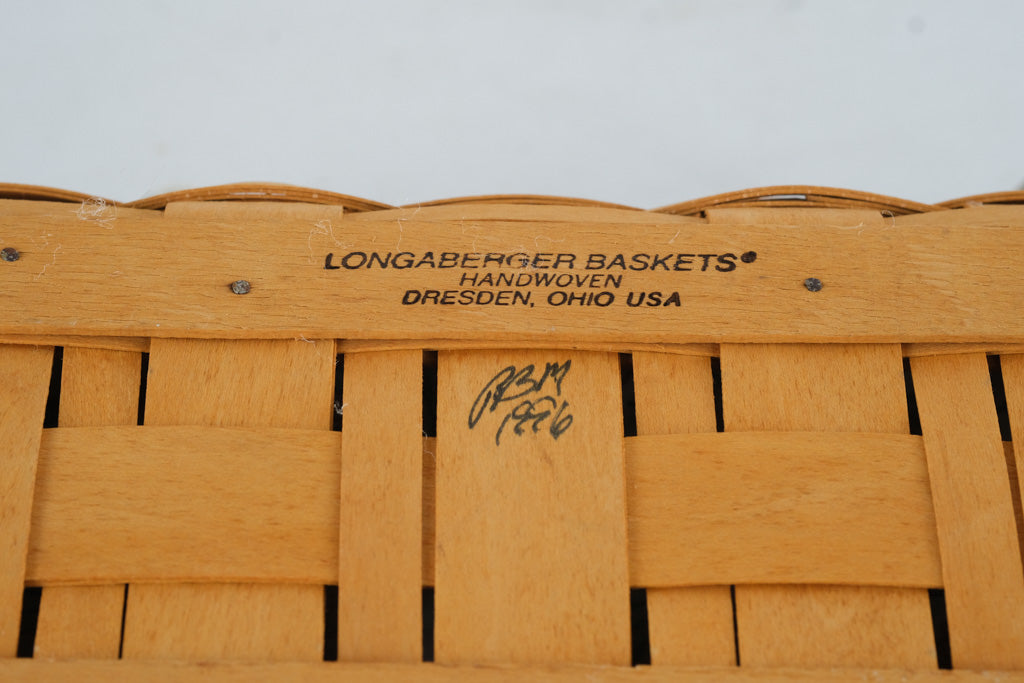 LONGABERGER BASKETS®
HANDWOVEN
DRESDEN, OHIO USA
RBM
1996